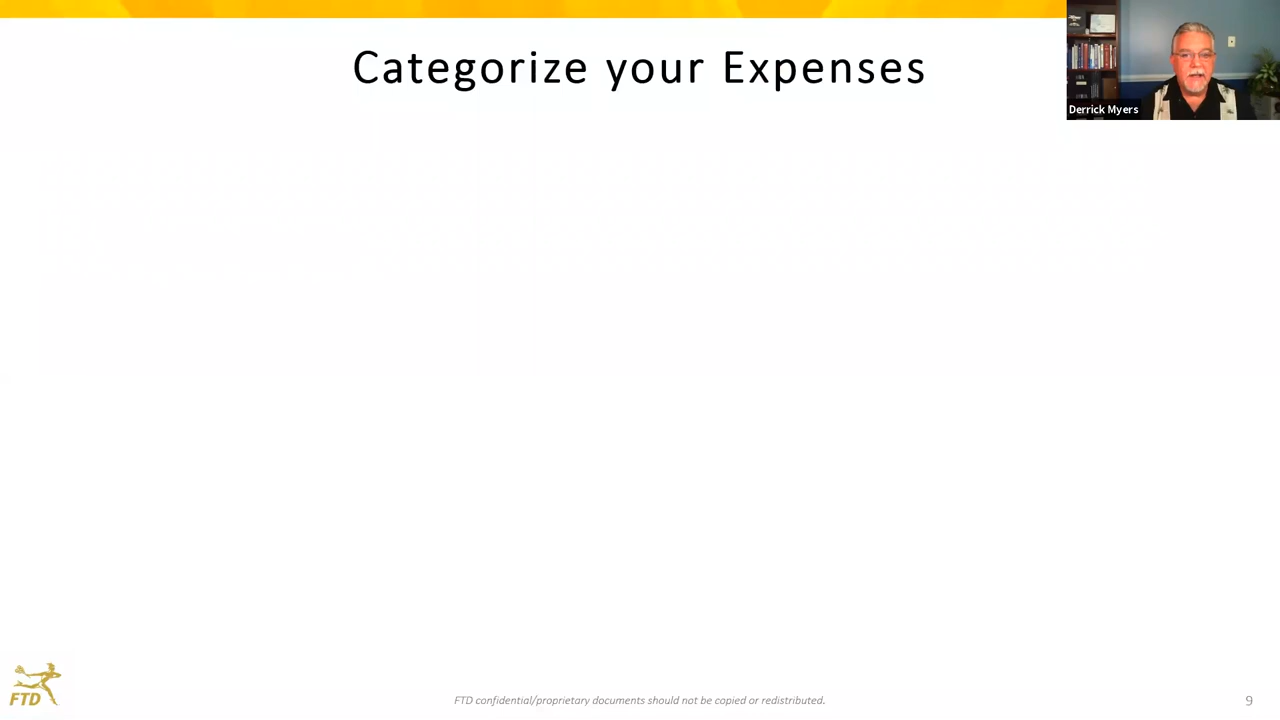 Categorize your Expenses
Derrick Myers
FTD
FTD confidential/proprietary documents should not be copied or redistributed.
9